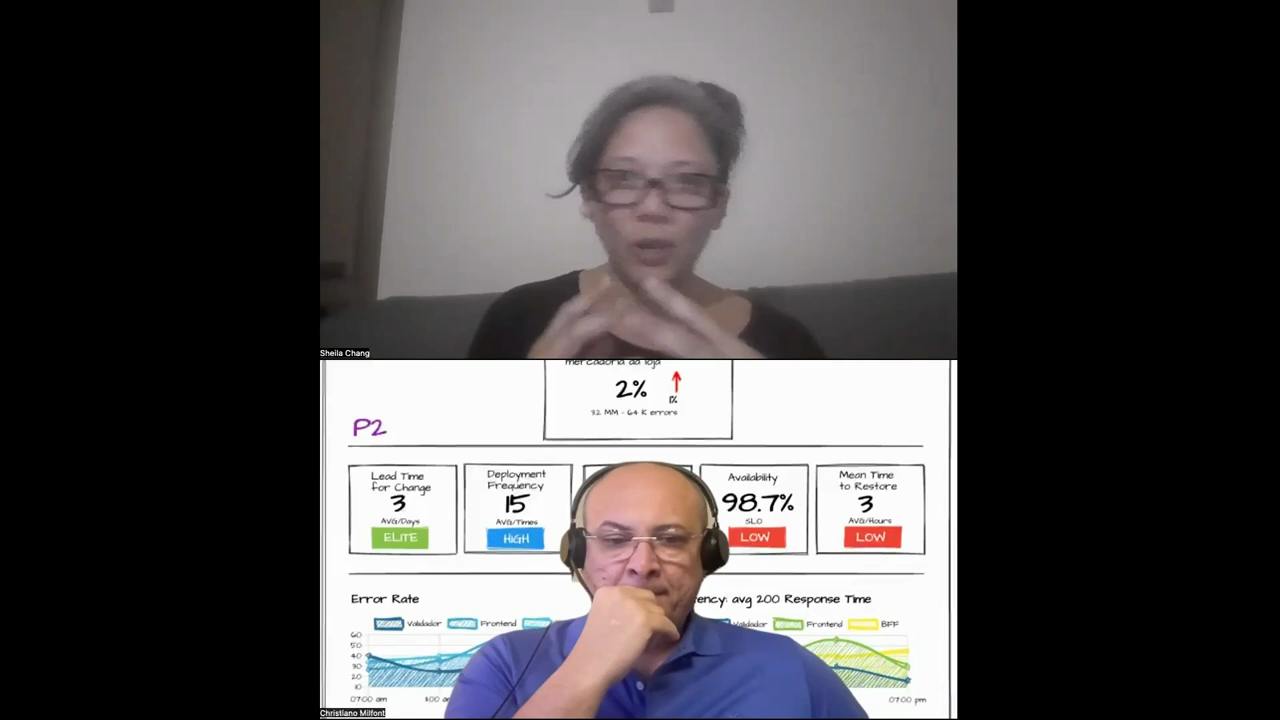 Sheila Chang
mercadoria da loja
2%
1%
32 MM - 64 K errors
P2
Lead Time
for Change
3
AVG/Days
ELITE
Deployment
Frequency
15
AVG/Times
HIGH
Availability
98.7%
SLO
LOW
Mean Time
to Restore
3
AVG/Hours
LOW
Error Rate
Validador
Frontend
60
50
40
30
20
10
07:00 am
ency: avg 200 Response Time
Validador
Frontend
BFF
07:00 pm
Christiano Milfont